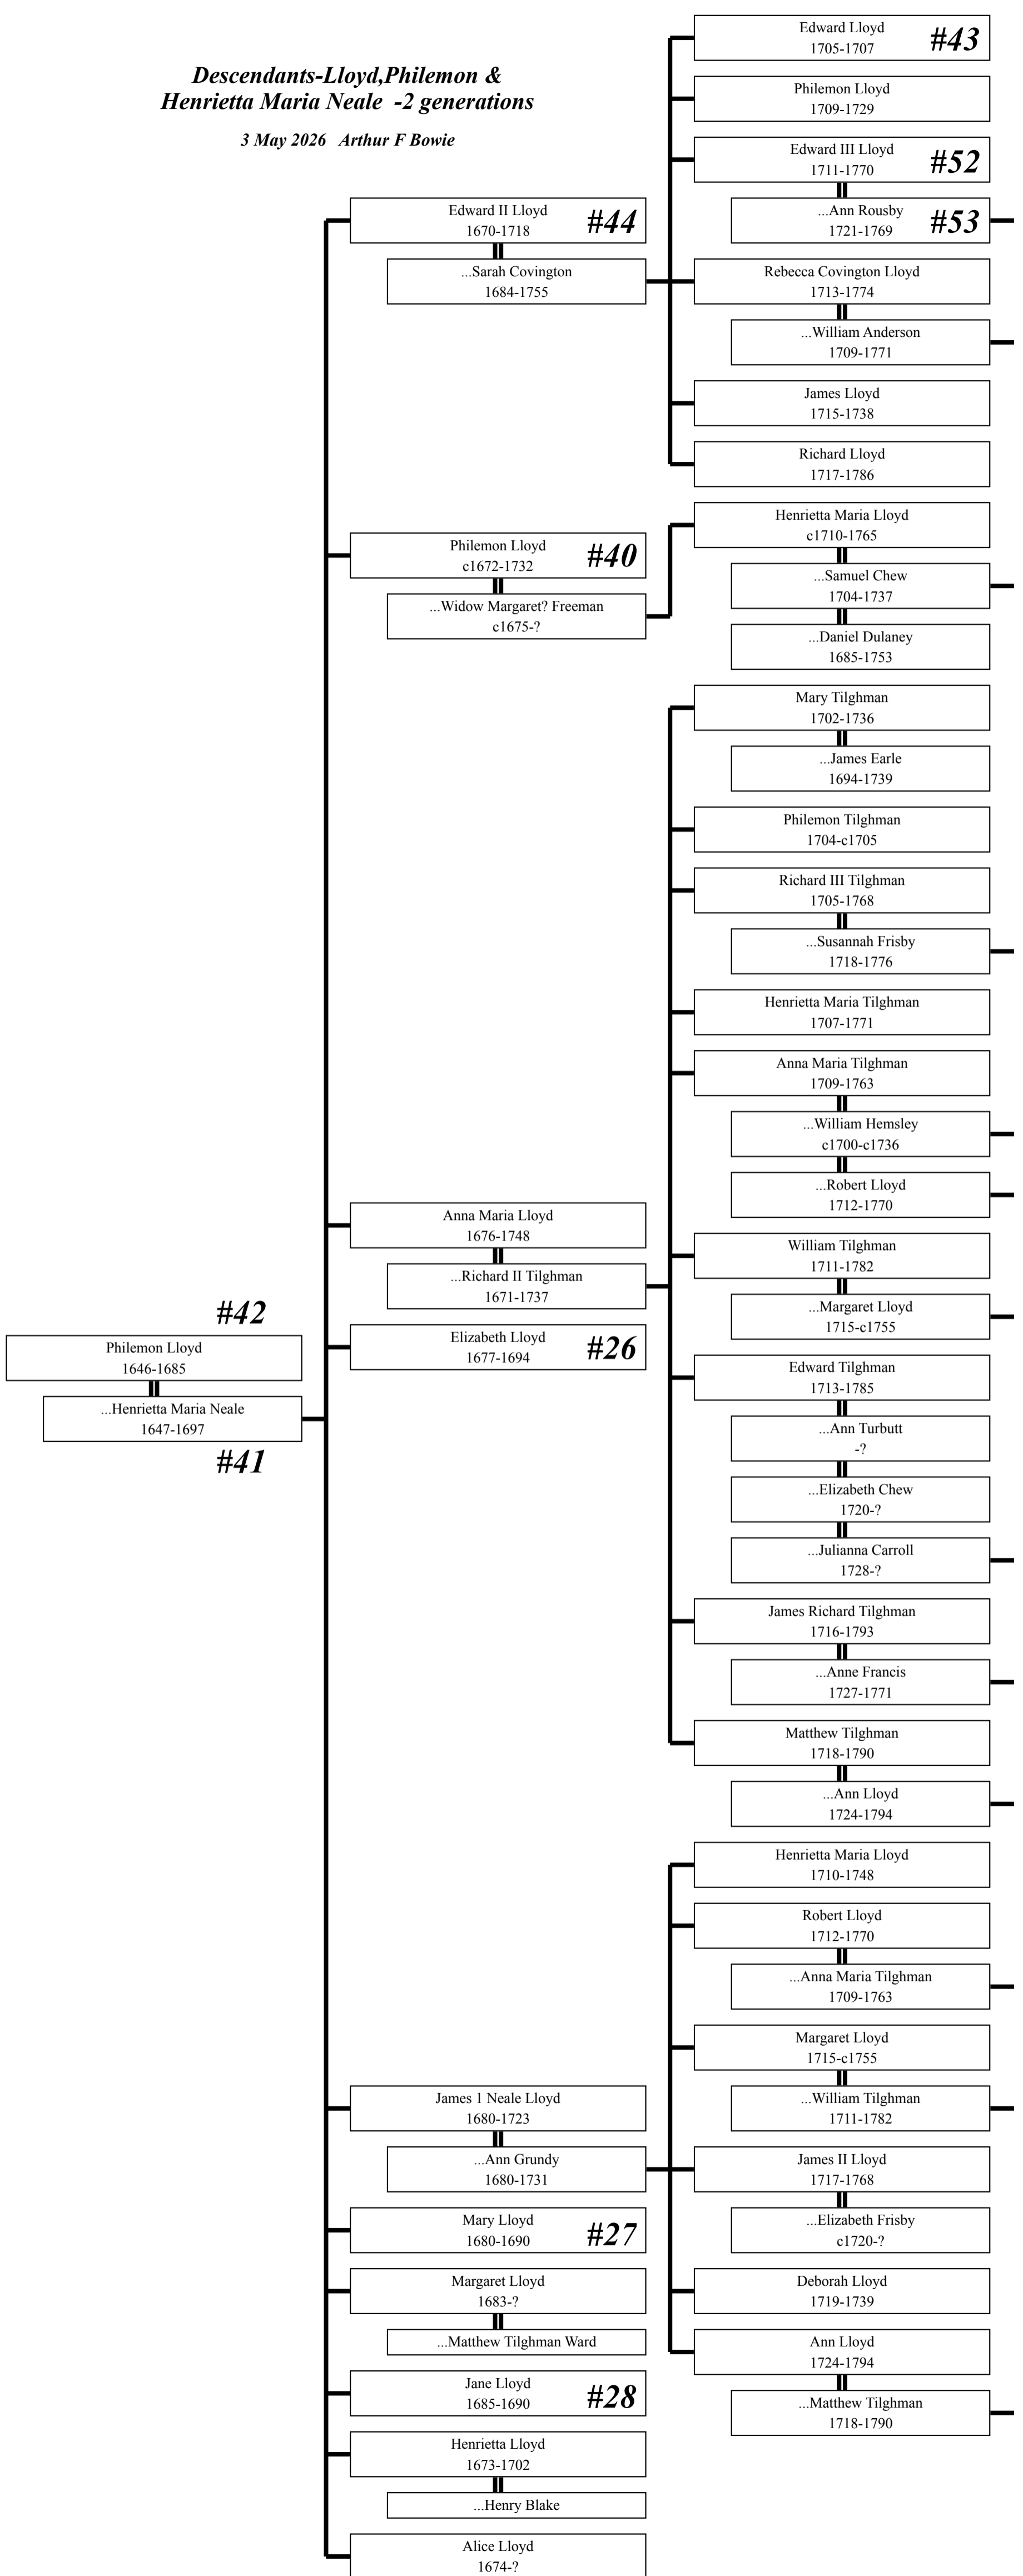 Descendants-Lloyd,Philemon &
Henrietta Maria Neale -2 generations
3 May 2026 Arthur F Bowie
#42
Philemon Lloyd
1646-1685
...Henrietta Maria Neale
1647-1697
#41
Edward II Lloyd
1670-1718
#44
...Sarah Covington
1684-1755
Philemon Lloyd
c1672-1732
#40
...Widow Margaret? Freeman
c1675-?
Anna Maria Lloyd
1676-1748
...Richard II Tilghman
1671-1737
Elizabeth Lloyd
1677-1694
#26
James 1 Neale Lloyd
1680-1723
...Ann Grundy
1680-1731
Mary Lloyd
1680-1690
#27
Margaret Lloyd
1683-?
...Matthew Tilghman Ward
Jane Lloyd
1685-1690
#28
Henrietta Lloyd
1673-1702
...Henry Blake
Alice Lloyd
1674-?
Edward Lloyd
1705-1707
#43
Philemon Lloyd
1709-1729
Edward III Lloyd
1711-1770
#52
...Ann Rousby
1721-1769
#53
Rebecca Covington Lloyd
1713-1774
...William Anderson
1709-1771
James Lloyd
1715-1738
Richard Lloyd
1717-1786
Henrietta Maria Lloyd
c1710-1765
...Samuel Chew
1704-1737
...Daniel Dulaney
1685-1753
Mary Tilghman
1702-1736
...James Earle
1694-1739
Philemon Tilghman
1704-c1705
Richard III Tilghman
1705-1768
...Susannah Frisby
1718-1776
Henrietta Maria Tilghman
1707-1771
Anna Maria Tilghman
1709-1763
...William Hemsley
c1700-c1736
...Robert Lloyd
1712-1770
William Tilghman
1711-1782
...Margaret Lloyd
1715-c1755
Edward Tilghman
1713-1785
...Ann Turbutt
-?
...Elizabeth Chew
1720-?
...Julianna Carroll
1728-?
James Richard Tilghman
1716-1793
...Anne Francis
1727-1771
Matthew Tilghman
1718-1790
...Ann Lloyd
1724-1794
Henrietta Maria Lloyd
1710-1748
Robert Lloyd
1712-1770
...Anna Maria Tilghman
1709-1763
Margaret Lloyd
1715-c1755
...William Tilghman
1711-1782
James II Lloyd
1717-1768
...Elizabeth Frisby
c1720-?
Deborah Lloyd
1719-1739
Ann Lloyd
1724-1794
...Matthew Tilghman
1718-1790